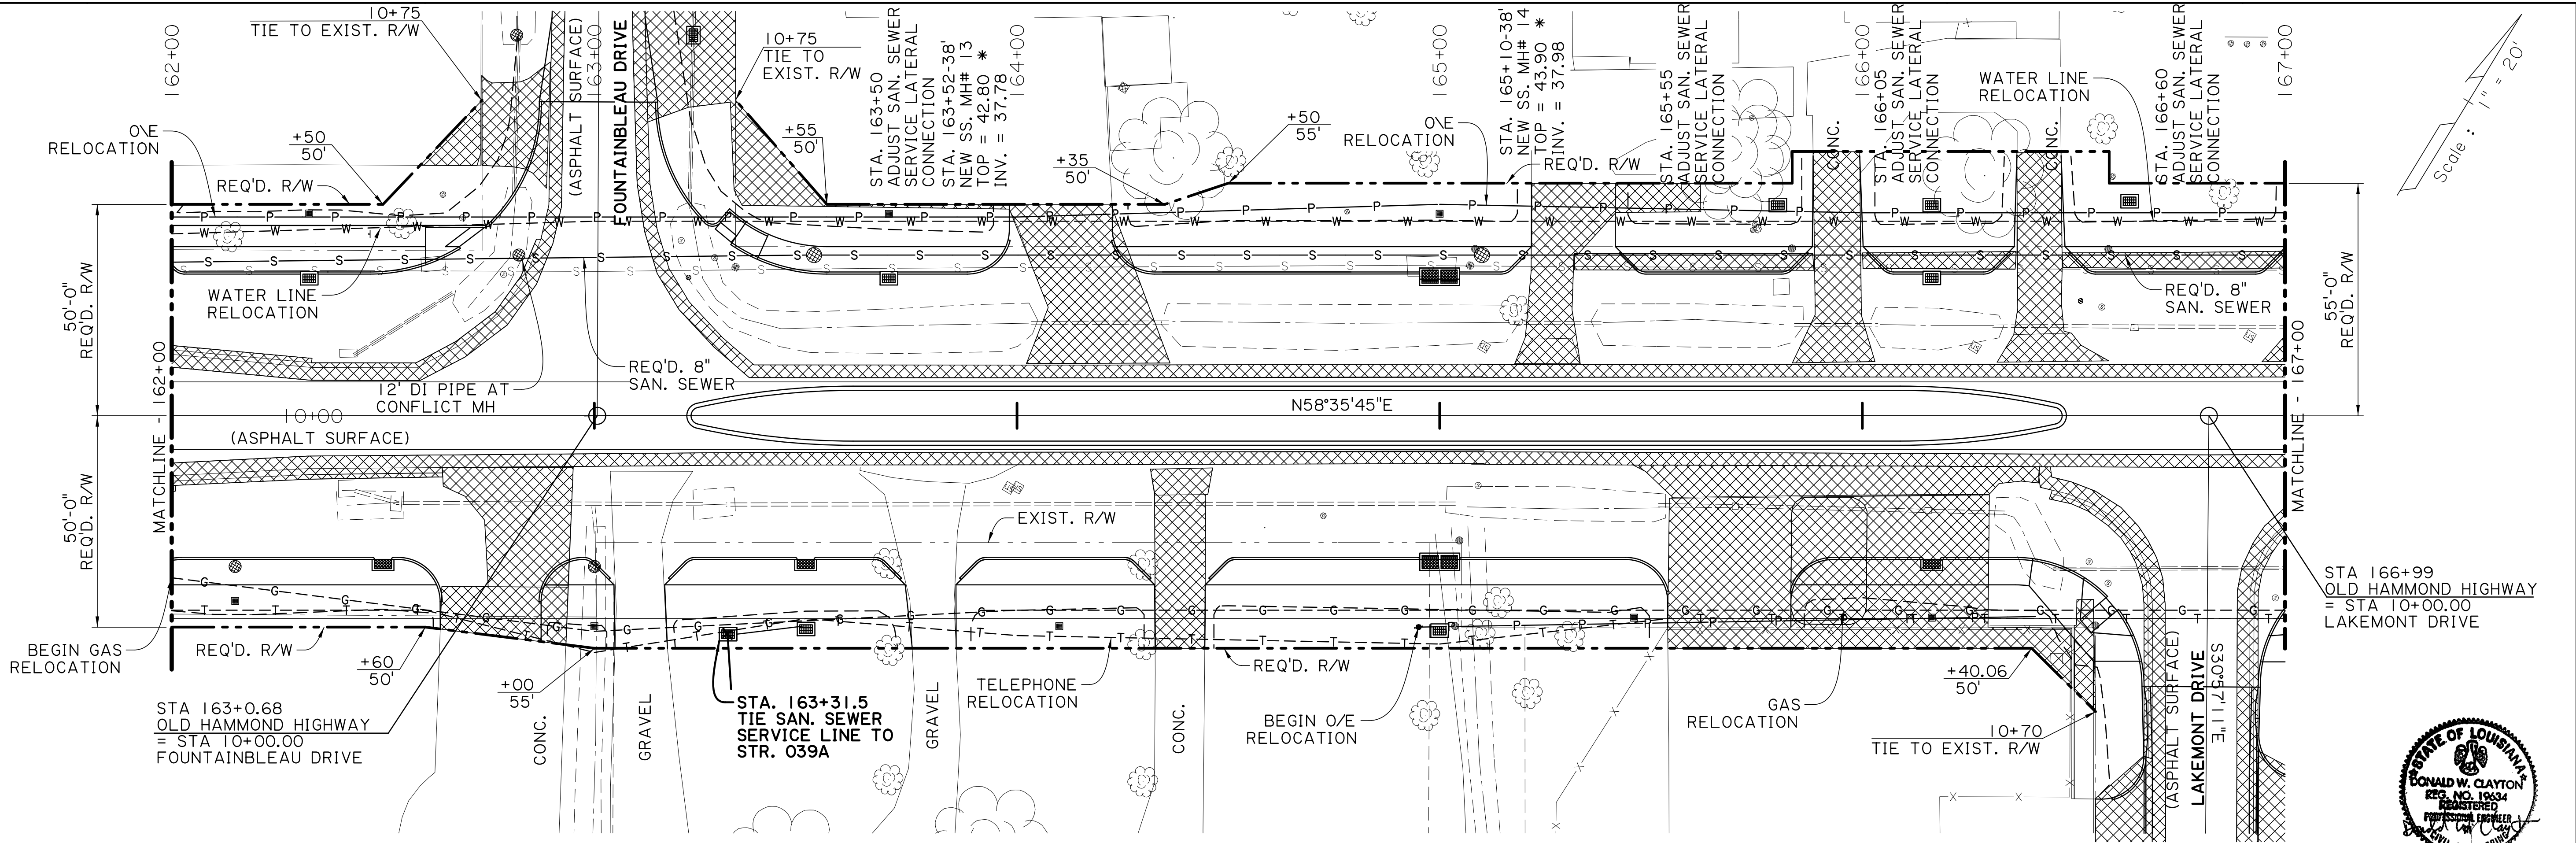 10+75
TIE TO EXIST. R/W
162+00
(ASPHALT SURFACE)
163+00
FOUNTAINBLEAU DRIVE
10+75
TIE TO
EXIST. R/W
STA. 163+50
ADJUST SAN. SEWER
SERVICE LATERAL
CONNECTION
STA. 163+52-38'
NEW SS. MH# 13
TOP = 42.80 *
INV. = 37.78
164+00
165+00
STA. 165+10-38'
NEW SS. MH# 14
TOP = 43.90 *
INV. = 37.98
STA. 165+55
ADJUST SAN. SEWER
SERVICE LATERAL
CONNECTION
CONC.
166+00
STA. 166+05
ADJUST SAN. SEWER
SERVICE LATERAL
CONNECTION
WATER LINE
RELOCATION
CONC.
STA. 166+60
ADJUST SAN. SEWER
SERVICE LATERAL
CONNECTION
167+00
Scale : 1" = 20'
O\E
RELOCATION
+50
50'
REQ'D. R/W
+55
50'
+35
50'
+50
55'
O\E
RELOCATION
REQ'D. R/W
P P P P P P P P P P P P P
W W W W W W W W W W
S S S S S S S S S S
50'-0"
REQ'D. R/W
WATER LINE
RELOCATION
REQ'D. 8"
SAN. SEWER
12' DI PIPE AT
CONFLICT MH
REQ'D. 8"
SAN. SEWER
55'-0"
REQ'D. R/W
MATCHLINE - 162+00
10+00
(ASPHALT SURFACE)
N58°35'45"E
MATCHLINE - 167+00
50'-0"
REQ'D. R/W
EXIST. R/W
G G G G G G G G G G
T T T T T T T T T
P P P P P
BEGIN GAS
RELOCATION
REQ'D. R/W
+60
50'
+00
55'
STA 163+0.68
OLD HAMMOND HIGHWAY
= STA 10+00.00
FOUNTAINBLEAU DRIVE
CONC.
GRAVEL
STA. 163+31.5
TIE SAN. SEWER
SERVICE LINE TO
STR. 039A
GRAVEL
TELEPHONE
RELOCATION
CONC.
REQ'D. R/W
BEGIN O/E
RELOCATION
GAS
RELOCATION
+40.06
50'
10+70
TIE TO EXIST. R/W
(ASPHALT SURFACE)
LAKEMONT DRIVE
S30°57'11"E
STA 166+99
OLD HAMMOND HIGHWAY
= STA 10+00.00
LAKEMONT DRIVE
X X X X X
STATE OF LOUISIANA
DONALD W. CLAYTON
REG. NO. 19634
REGISTERED
PROFESSIONAL ENGINEER